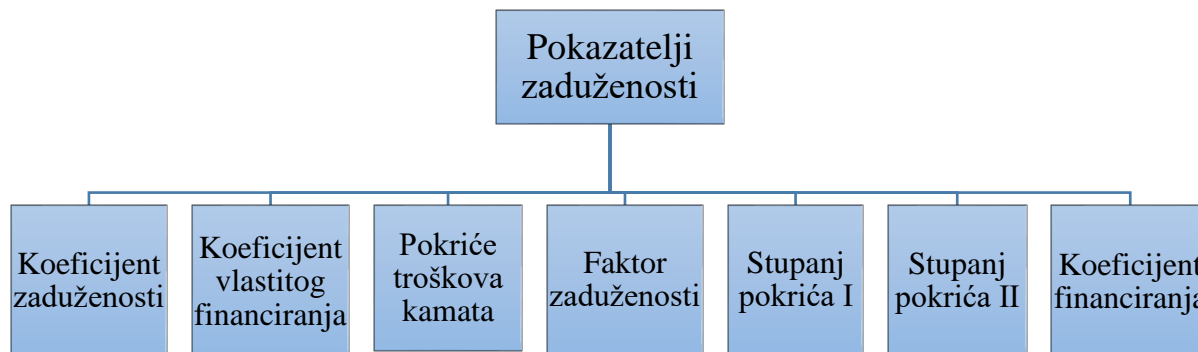 Pokazatelji
zaduženosti
Koeficijent
zaduženosti
Koeficijent
vlastitog
financiranja
Pokriće
troškova
kamata
Faktor
zaduženosti
Stupanj
pokrića I
Stupanj
pokrića II
Koeficijent
financiranja